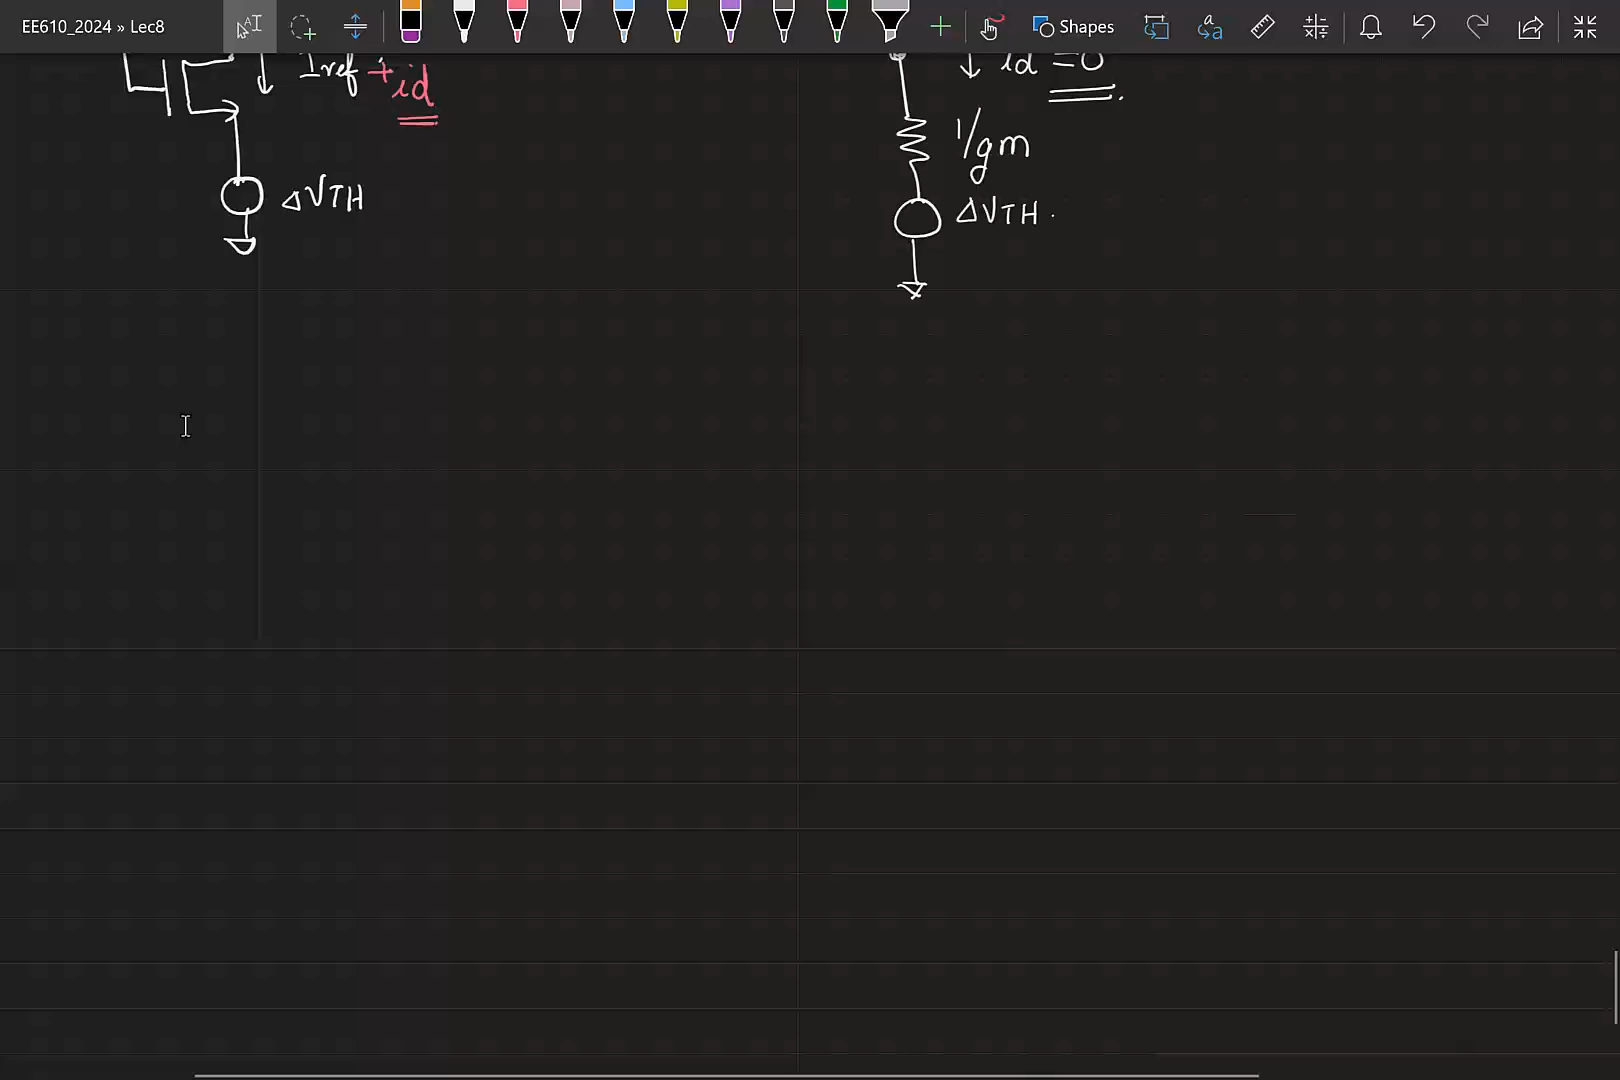 EE610_2024 » Lec8
Shapes
Iref + id
ΔVTH
↓ id = 0
1/gm
ΔVTH.